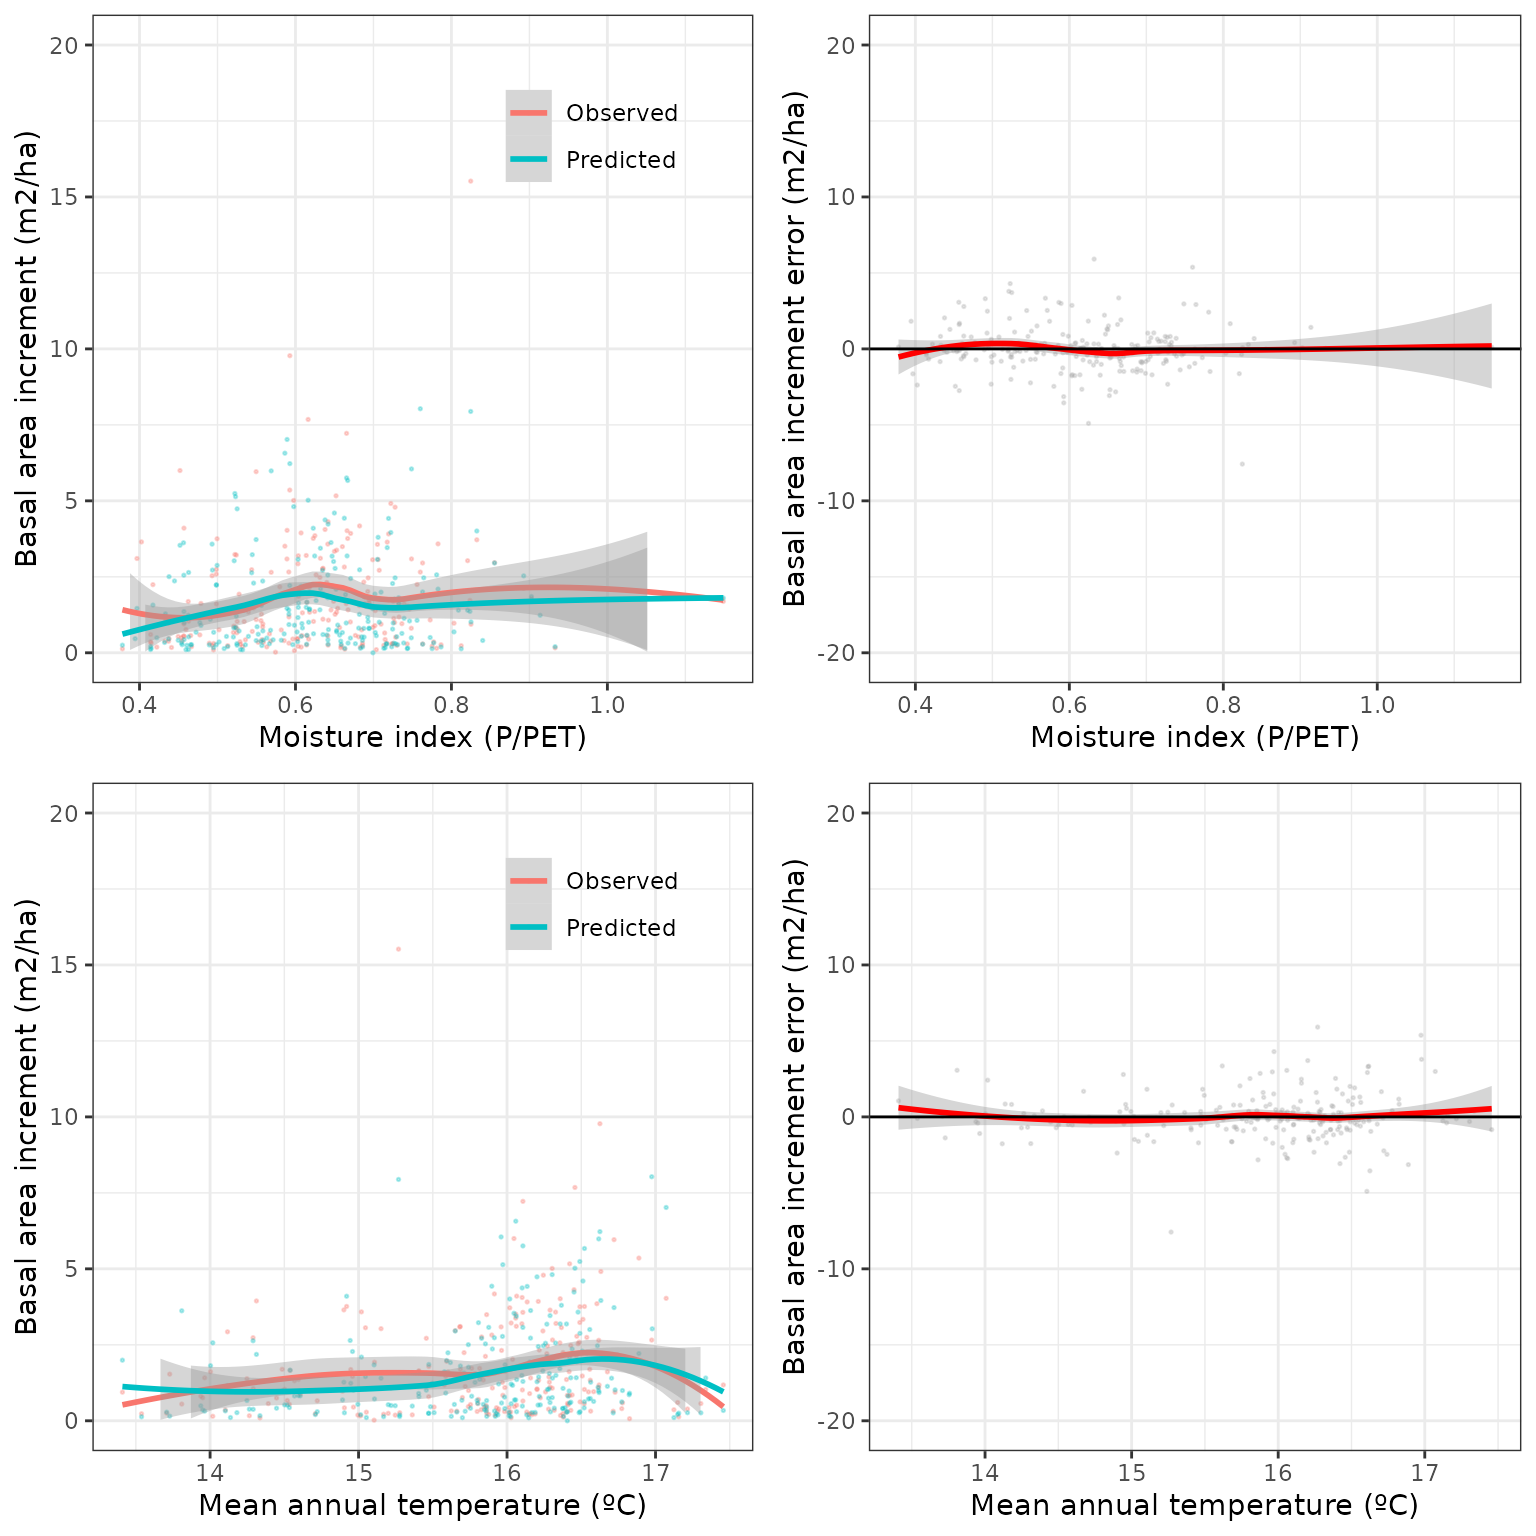 20
15
10
5
0
Basal area increment (m2/ha)
Observed
Predicted
0.4 0.6 0.8 1.0
Moisture index (P/PET)
20
10
0
-10
-20
Basal area increment error (m2/ha)
0.4 0.6 0.8 1.0
Moisture index (P/PET)
20
15
10
5
0
Basal area increment (m2/ha)
Observed
Predicted
14 15 16 17
Mean annual temperature (ºC)
20
10
0
-10
-20
Basal area increment error (m2/ha)
14 15 16 17
Mean annual temperature (ºC)